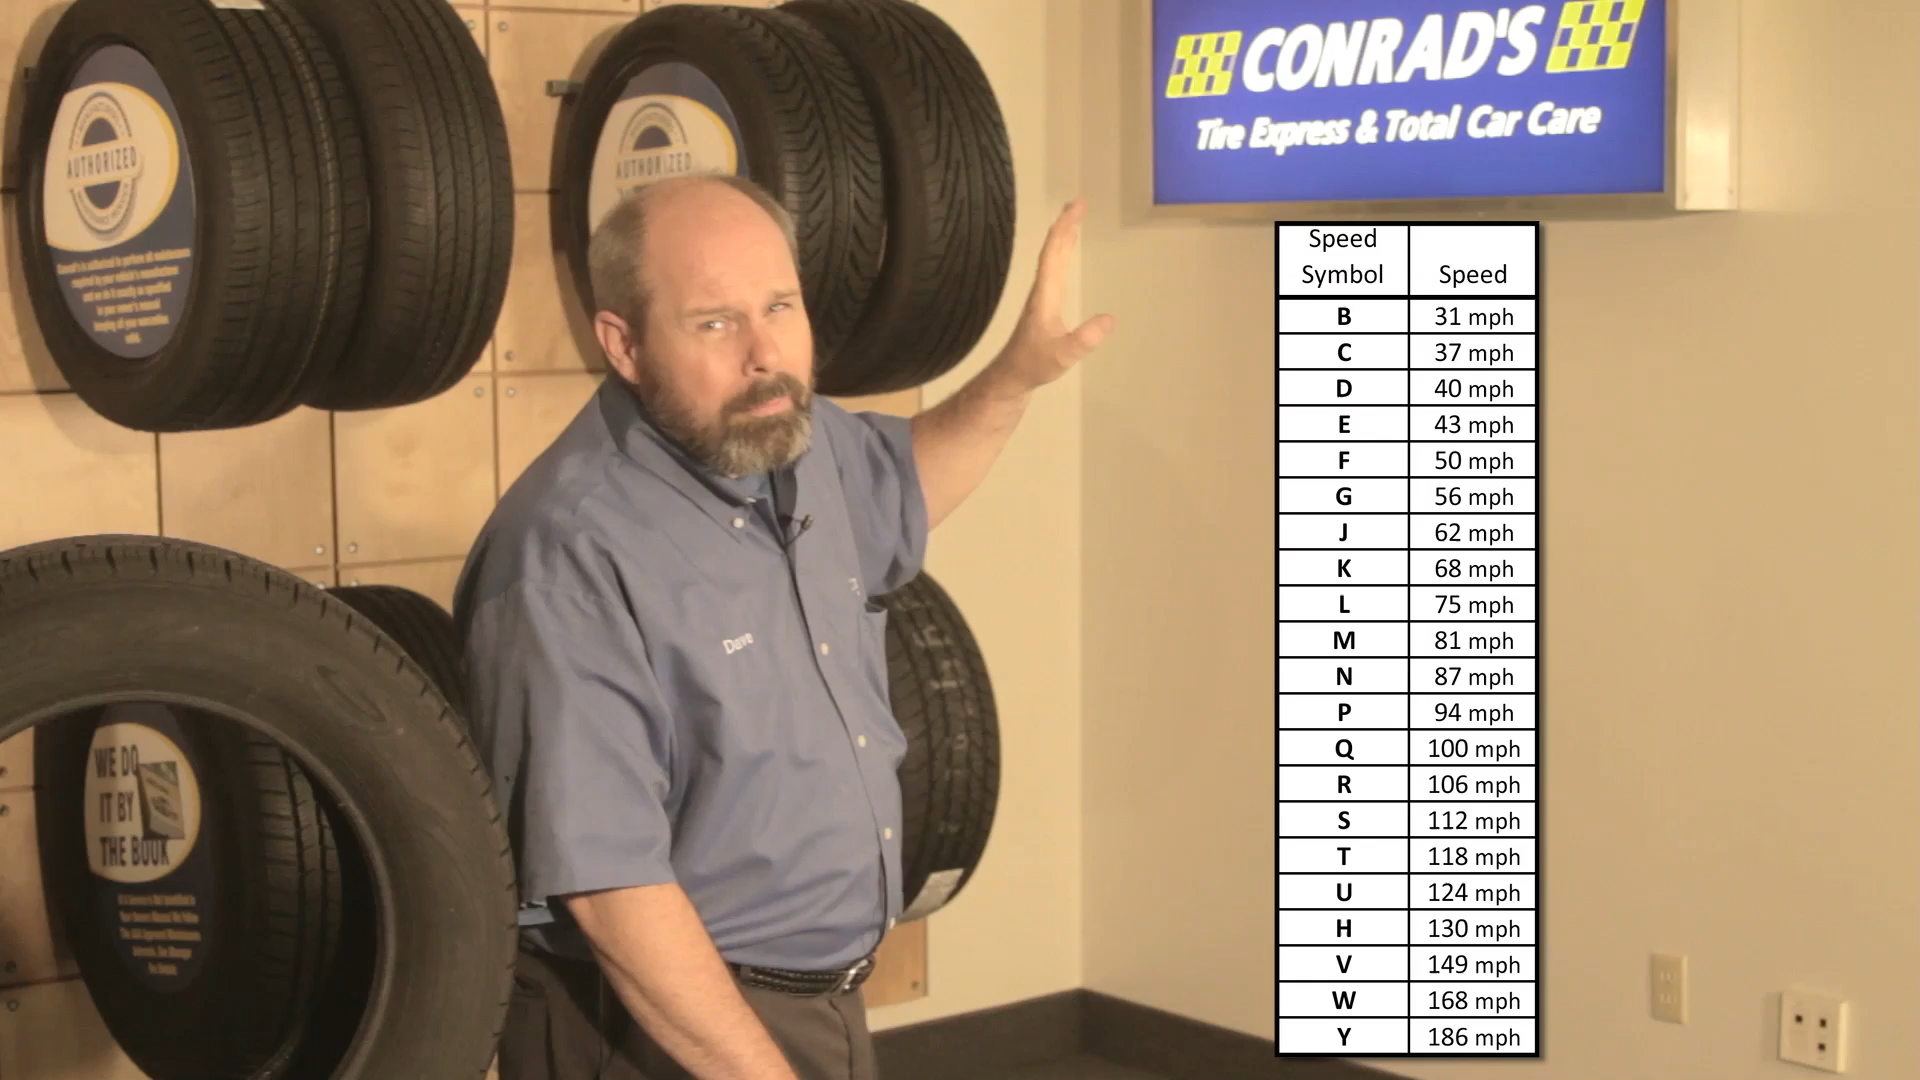 CONRAD'S
Tire Express & Total Car Care
AUTHORIZED
AUTHORIZED
Dave
WE DO
IT BY
THE BOOK
Speed Symbol Speed
B 31 mph
C 37 mph
D 40 mph
E 43 mph
F 50 mph
G 56 mph
J 62 mph
K 68 mph
L 75 mph
M 81 mph
N 87 mph
P 94 mph
Q 100 mph
R 106 mph
S 112 mph
T 118 mph
U 124 mph
H 130 mph
V 149 mph
W 168 mph
Y 186 mph